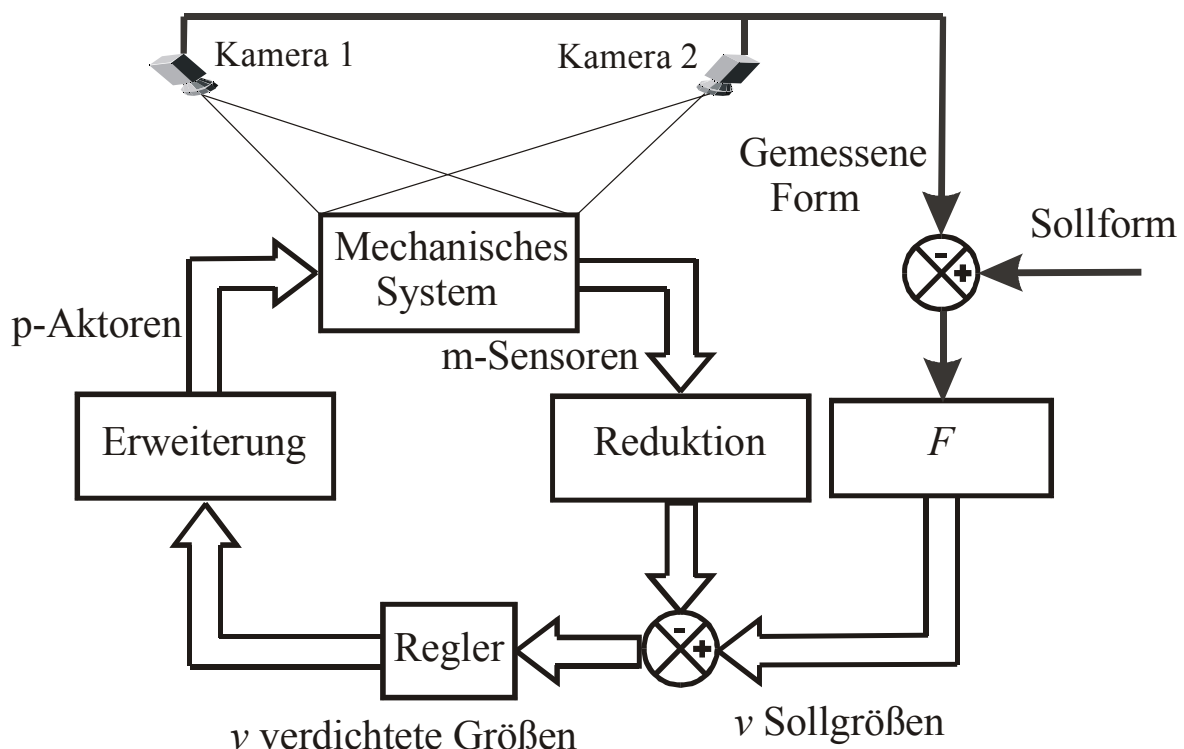 Kamera 1
Kamera 2
Gemessene
Form
Sollform
-
+
Mechanisches
System
p-Aktoren
m-Sensoren
Erweiterung
Reduktion
F
Regler
-
+
v verdichtete Größen
v Sollgrößen